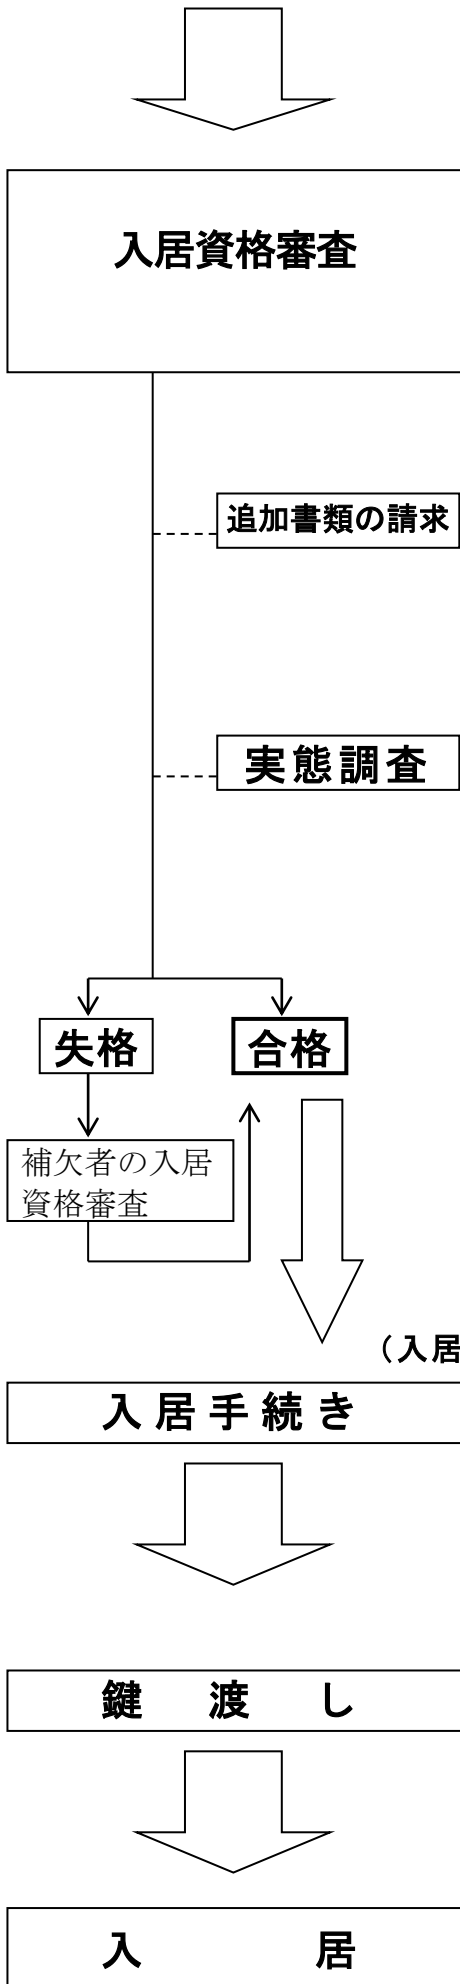 入居資格審査
追加書類の請求
実態調査
失格
合格
補欠者の入居
資格審査
（入居
入居手続き
鍵渡し
入居